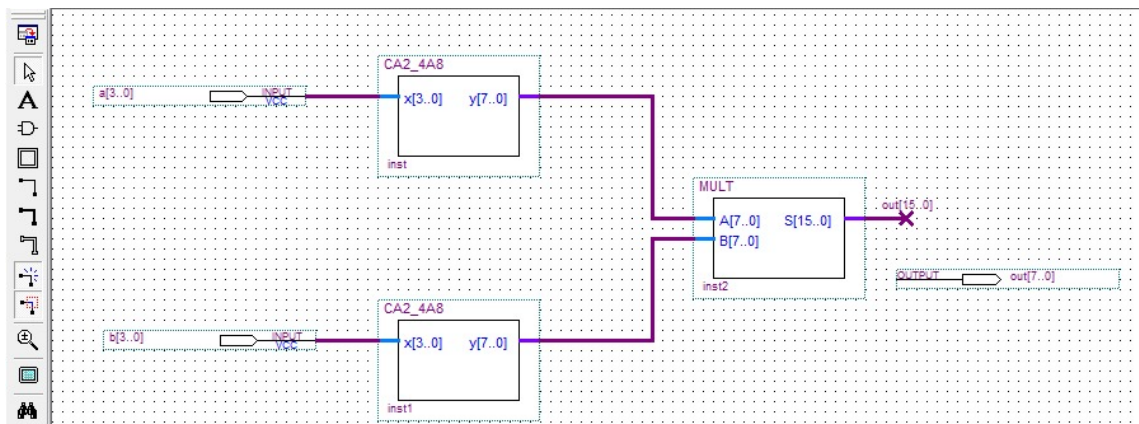 CA2_4A8
a[3..0]
INPUT
VCC
x[3..0] y[7..0]
inst
MULT
out[15..0]
A[7..0] S[15..0]
B[7..0]
inst2
OUTPUT out[7..0]
CA2_4A8
b[3..0]
INPUT
VCC
x[3..0] y[7..0]
inst1